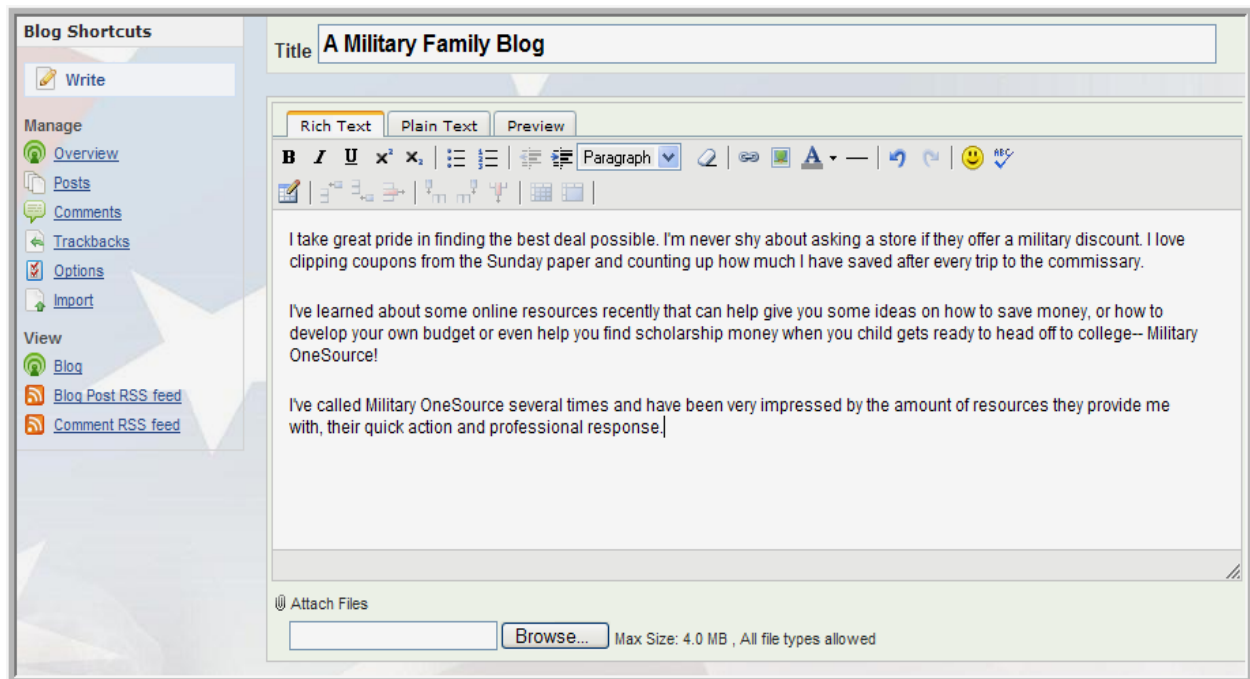 Blog Shortcuts
Write
Manage
Overview
Posts
Comments
Trackbacks
Options
Import
View
Blog
Blog Post RSS feed
Comment RSS feed
Title A Military Family Blog
Rich Text Plain Text Preview
B I U x² x₂ Paragraph A ABC
I take great pride in finding the best deal possible. I'm never shy about asking a store if they offer a military discount. I love
clipping coupons from the Sunday paper and counting up how much I have saved after every trip to the commissary.
I've learned about some online resources recently that can help give you some ideas on how to save money, or how to
develop your own budget or even help you find scholarship money when you child gets ready to head off to college-- Military
OneSource!
I've called Military OneSource several times and have been very impressed by the amount of resources they provide me
with, their quick action and professional response.
Attach Files
Browse... Max Size: 4.0 MB , All file types allowed